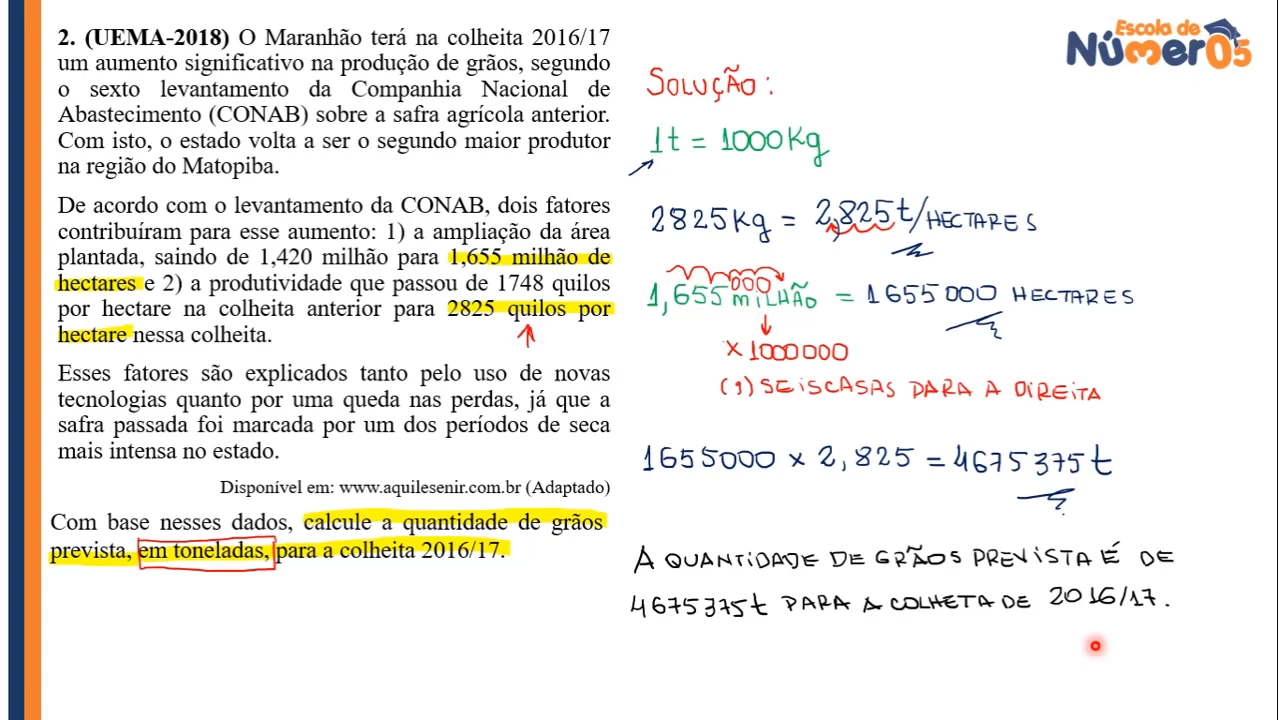 2. (UEMA-2018) O Maranhão terá na colheita 2016/17
um aumento significativo na produção de grãos, segundo
o sexto levantamento da Companhia Nacional de
Abastecimento (CONAB) sobre a safra agrícola anterior.
Com isto, o estado volta a ser o segundo maior produtor
na região do Matopiba.
De acordo com o levantamento da CONAB, dois fatores
contribuíram para esse aumento: 1) a ampliação da área
plantada, saindo de 1,420 milhão para 1,655 milhão de
hectares e 2) a produtividade que passou de 1748 quilos
por hectare na colheita anterior para 2825 quilos por
hectare nessa colheita.
Esses fatores são explicados tanto pelo uso de novas
tecnologias quanto por uma queda nas perdas, já que a
safra passada foi marcada por um dos períodos de seca
mais intensa no estado.
Disponível em: www.aquilesenir.com.br (Adaptado)
Com base nesses dados, calcule a quantidade de grãos
prevista, em toneladas, para a colheita 2016/17.
Escola de
Númer05
SOLUÇÃO:
1t = 1000Kg
2825Kg = 2,825t/HECTARES
000
1,655 MILHÃO = 1655000 HECTARES
× 1000000
(,) SEIS CASAS PARA A DIREITA
1655000 × 2,825 = 4675375t
A QUANTIDADE DE GRÃOS PREVISTA É DE
4675375t PARA A COLHETA DE 2016/17.